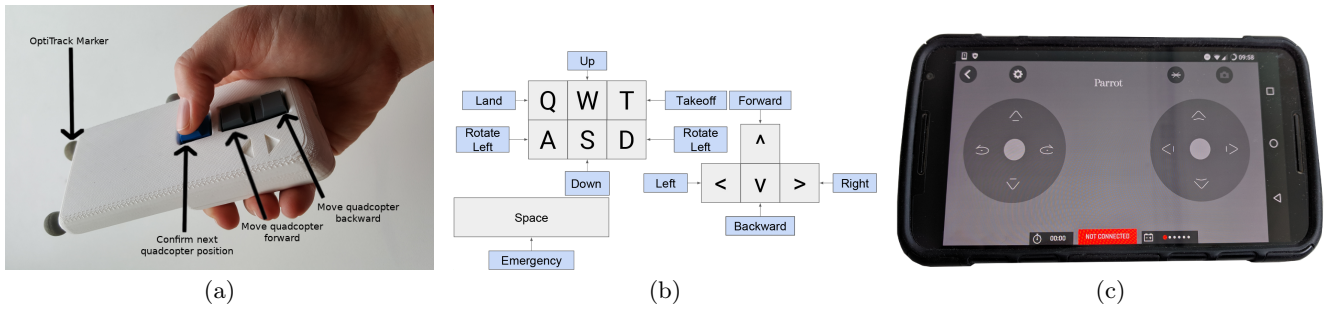 OptiTrack Marker
Confirm next
quadcopter position
Move quadcopter
forward
Move quadcopter
backward
(a)
Up
Land
Q W T
Takeoff
Forward
Rotate
Left
A S D
Rotate
Left
^
Down
Left
< v >
Right
Space
Backward
Emergency
(b)
09:58
Parrot
00:00
NOT CONNECTED
(c)